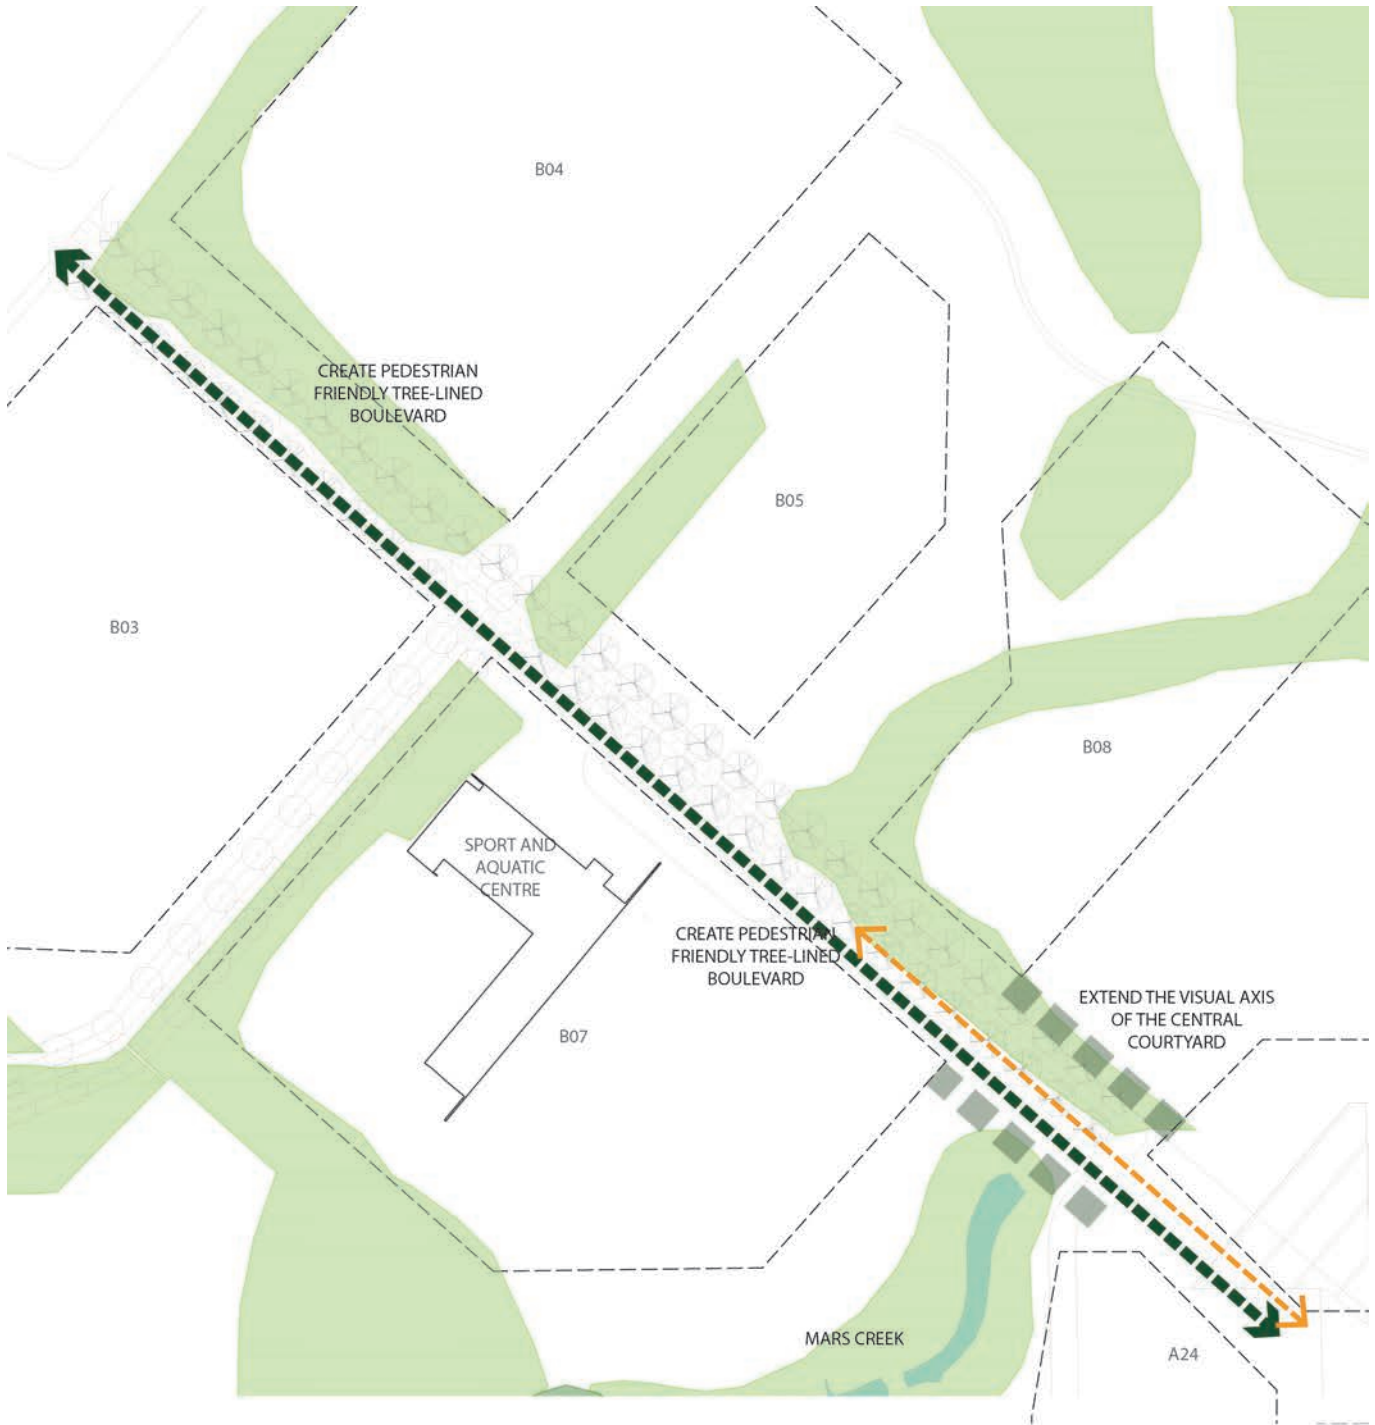 B04
CREATE PEDESTRIAN
FRIENDLY TREE-LINED
BOULEVARD
B05
B03
B08
SPORT AND
AQUATIC
CENTRE
CREATE PEDESTRIAN
FRIENDLY TREE-LINED
BOULEVARD
EXTEND THE VISUAL AXIS
OF THE CENTRAL
COURTYARD
B07
MARS CREEK
A24